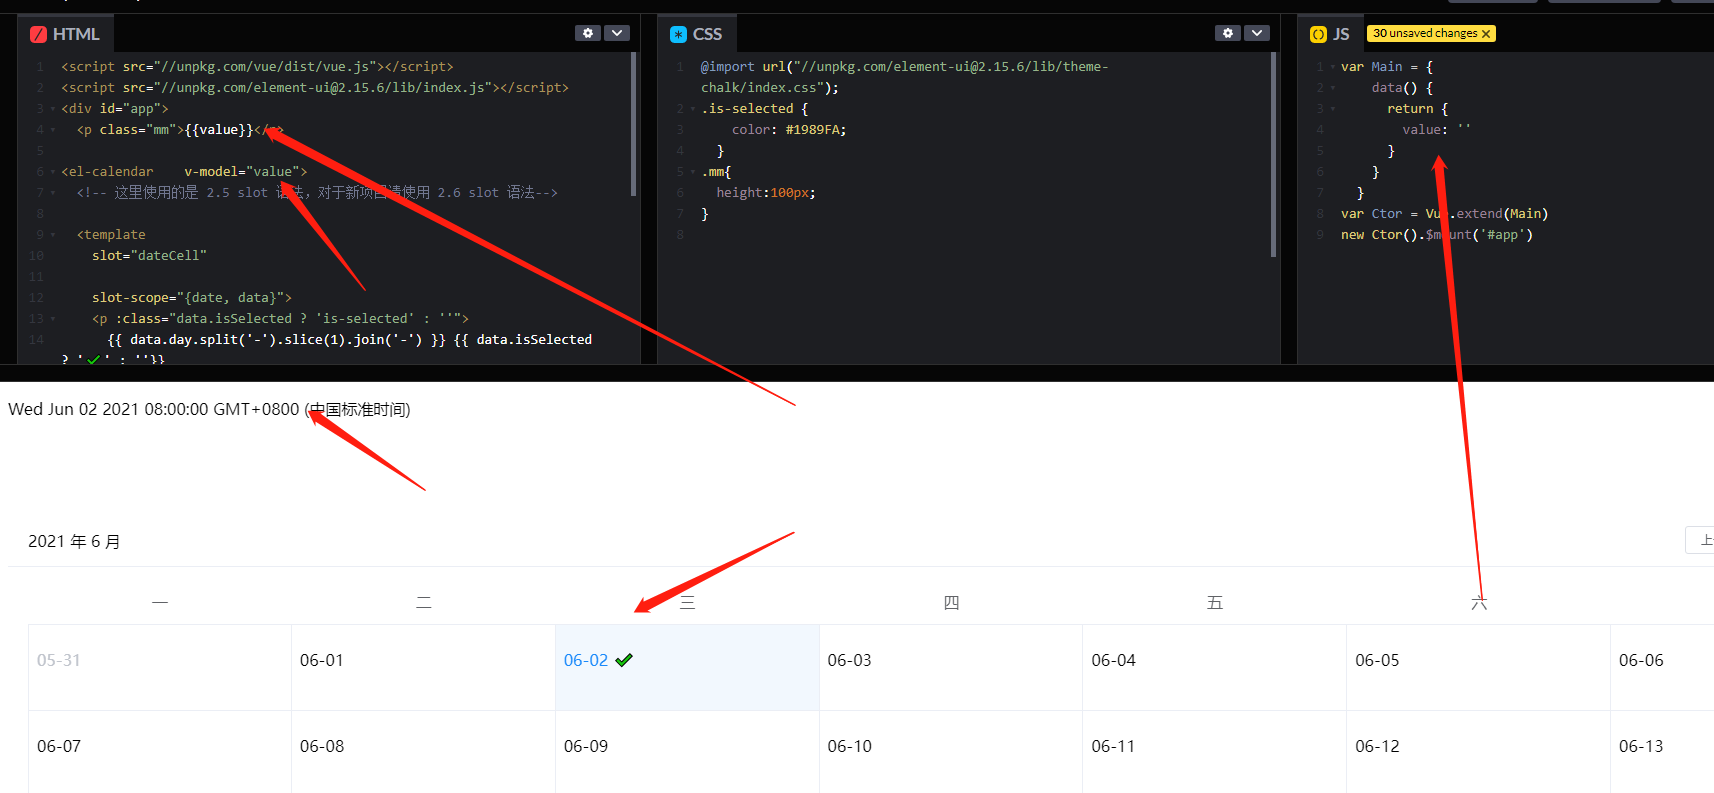 HTML
1 <script src="//unpkg.com/vue/dist/vue.js"></script>
2 <script src="//unpkg.com/element-ui@2.15.6/lib/index.js"></script>
3 <div id="app">
4 <p class="mm">{{value}}</
5
6 <el-calendar v-model="value">
7 <!-- 这里使用的是 2.5 slot 语法，对于新项目请使用 2.6 slot 语法-->
8
9 <template
10 slot="dateCell"
11
12 slot-scope="{date, data}">
13 <p :class="data.isSelected ? 'is-selected' : ''">
14 {{ data.day.split('-').slice(1).join('-') }} {{ data.isSelected
? '✔' : ''}}
CSS
1 @import url("//unpkg.com/element-ui@2.15.6/lib/theme-
chalk/index.css");
2 .is-selected {
3 color: #1989FA;
4 }
5 .mm{
6 height:100px;
7 }
8
JS
30 unsaved changes ×
1 var Main = {
2 data() {
3 return {
4 value: ''
5 }
6 }
7 }
8 var Ctor = Vue.extend(Main)
9 new Ctor().$mount('#app')
Wed Jun 02 2021 08:00:00 GMT+0800 (中国标准时间)
2021 年 6 月
上
一 二 三 四 五 六
05-31 06-01 06-02 ✔ 06-03 06-04 06-05 06-06
06-07 06-08 06-09 06-10 06-11 06-12 06-13